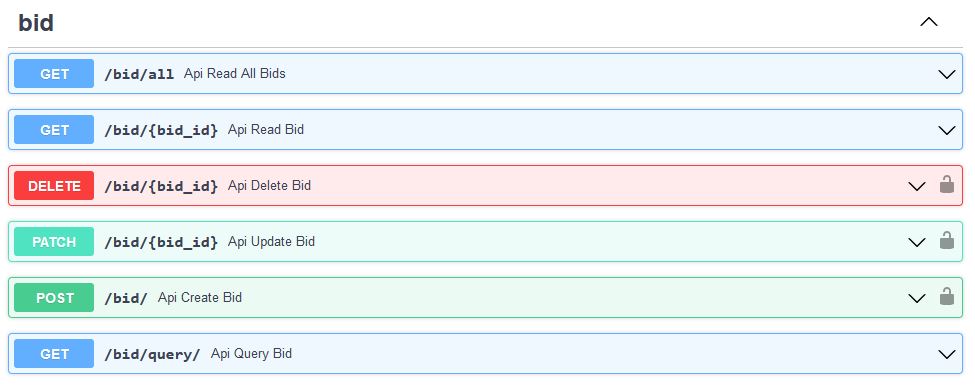 bid
GET /bid/all Api Read All Bids
GET /bid/{bid_id} Api Read Bid
DELETE /bid/{bid_id} Api Delete Bid
PATCH /bid/{bid_id} Api Update Bid
POST /bid/ Api Create Bid
GET /bid/query/ Api Query Bid